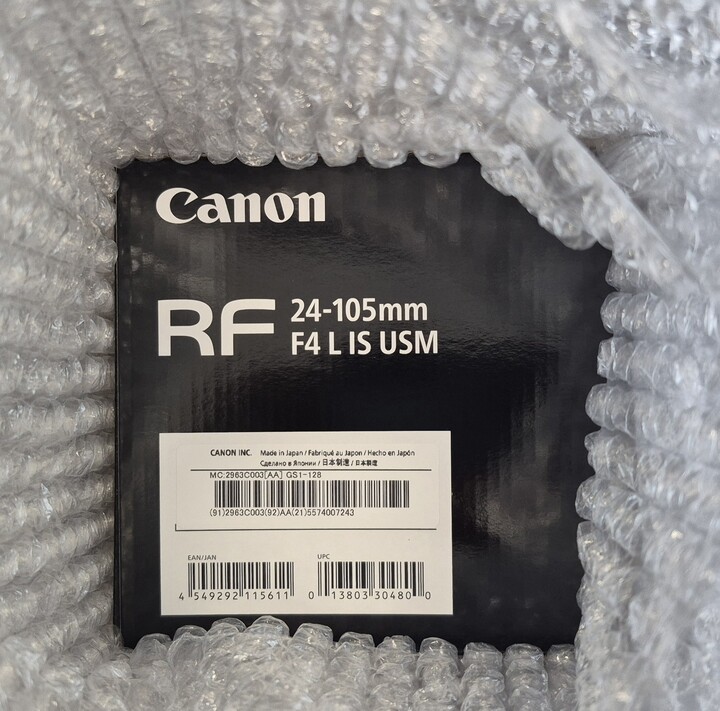 Canon
RF 24-105mm
F4 L IS USM
CANON INC. Made in Japan / Fabriqué au Japon / Hecho en Japón
Сделано в Японии / 日本制造 / 日本製造
MC:2963C003[AA] GS1-128
(91)2963C003(92)AA(21)5574007243
EAN/JAN UPC
4 549292 115611 0 13803 30480 0